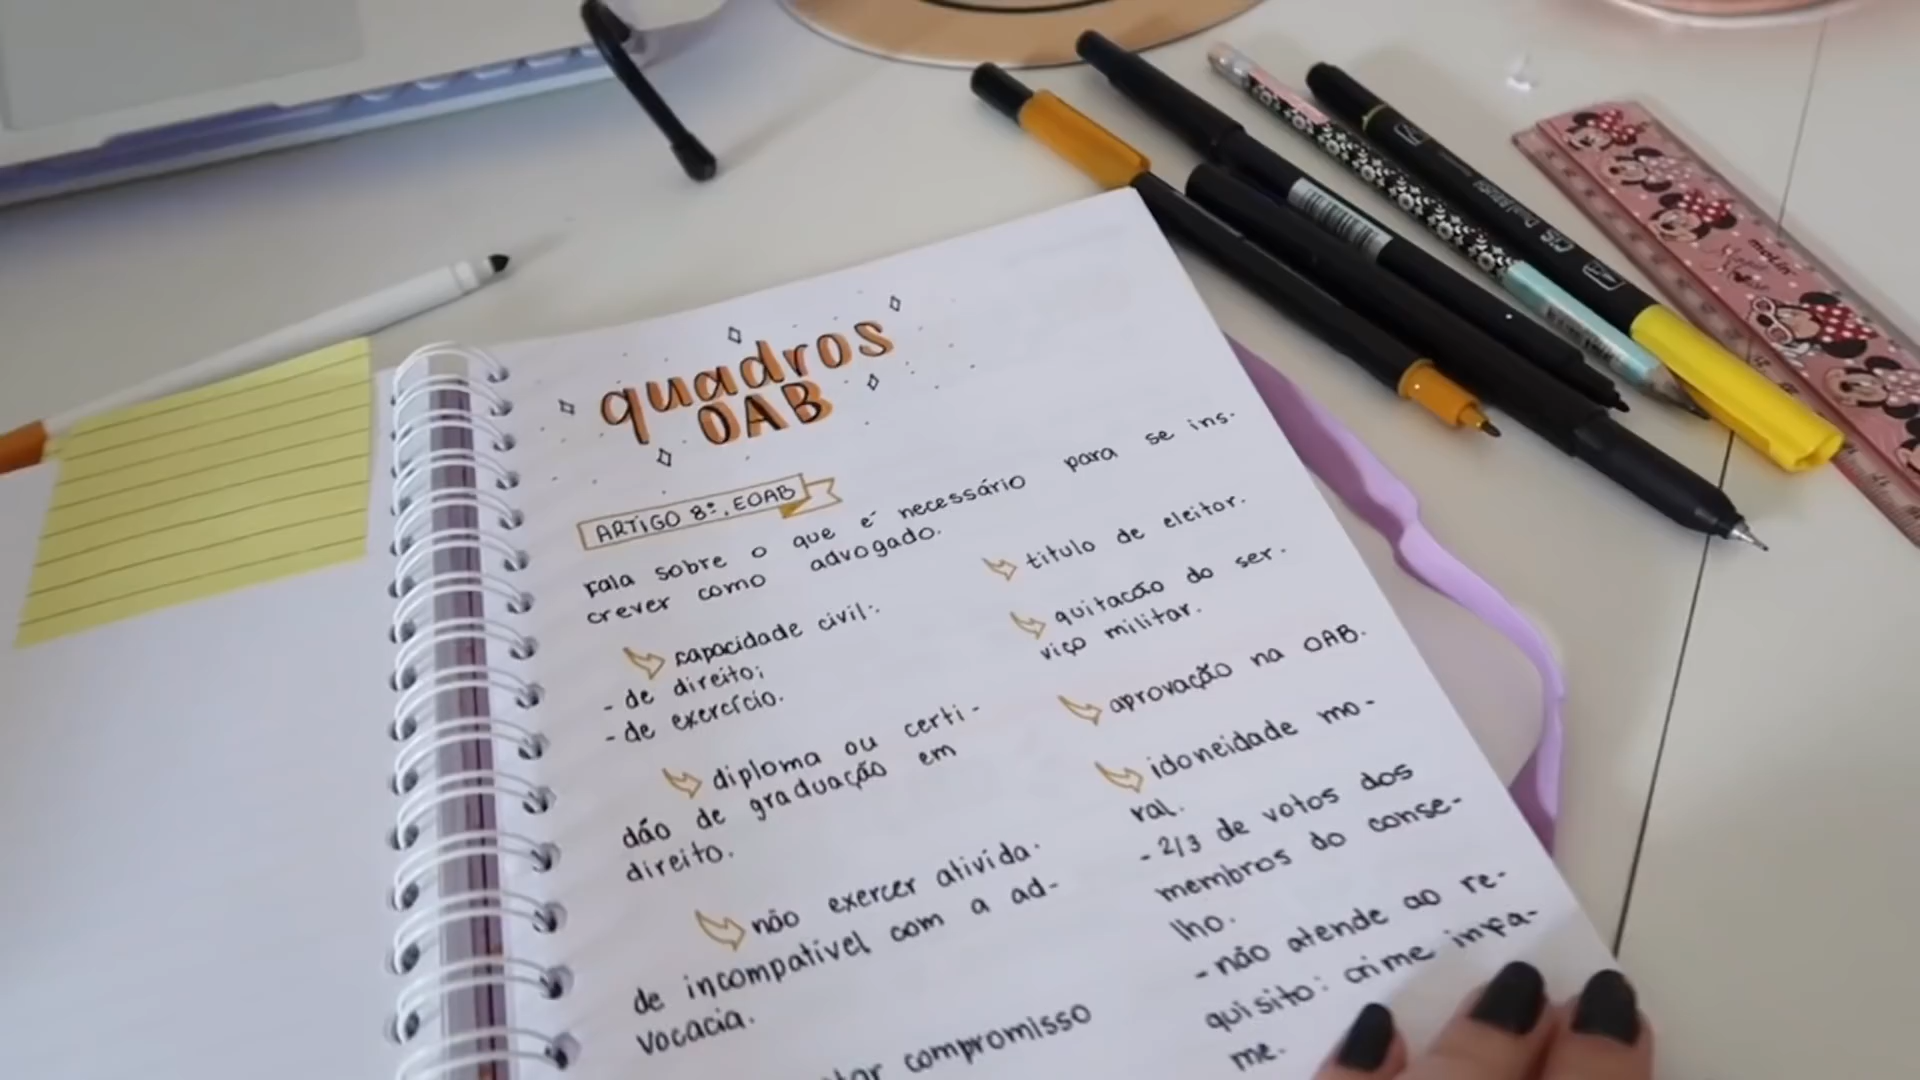 quadros
OAB
ARTIGO 8º, EOAB
Fala sobre o que é necessário para se ins-
crever como advogado.
capacidade civil:
- de direito;
- de exercício.
diploma ou certi-
dão de graduação em
direito.
não exercer ativida-
de incompatível com a ad-
vocacia.
compromisso
título de eleitor.
quitacão do ser-
viço militar.
aprovação na OAB.
idoneidade mo-
ral.
- 2/3 de votos dos
membros do conse-
lho.
- não atende ao re-
quisito: crime infa-
me.
molin
CiS